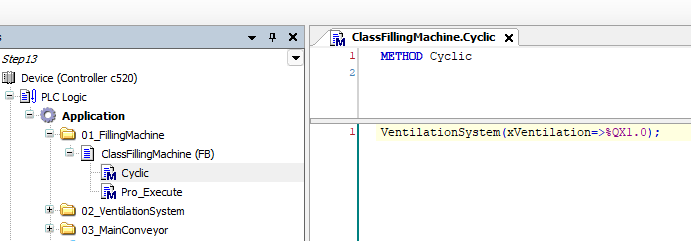 s
Step13
Device (Controller c520)
PLC Logic
Application
01_FillingMachine
ClassFillingMachine (FB)
Cyclic
Pro_Execute
02_VentilationSystem
03_MainConveyor
ClassFillingMachine.Cyclic
1 METHOD Cyclic
2
1 VentilationSystem(xVentilation=>%QX1.0);